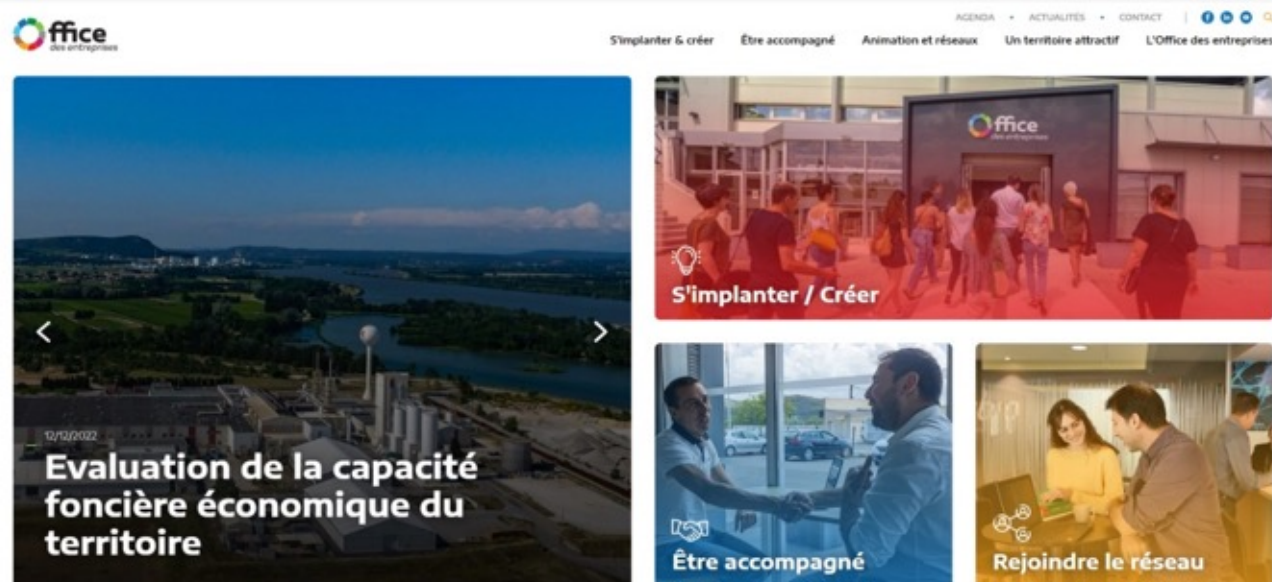 Office
des entreprises
AGENDA • ACTUALITÉS • CONTACT
S'implanter & créer Être accompagné Animation et réseaux Un territoire attractif L'Office des entreprises
12/12/2022
Evaluation de la capacité
foncière économique du
territoire
Office
des entreprises
S'implanter / Créer
Être accompagné
Rejoindre le réseau